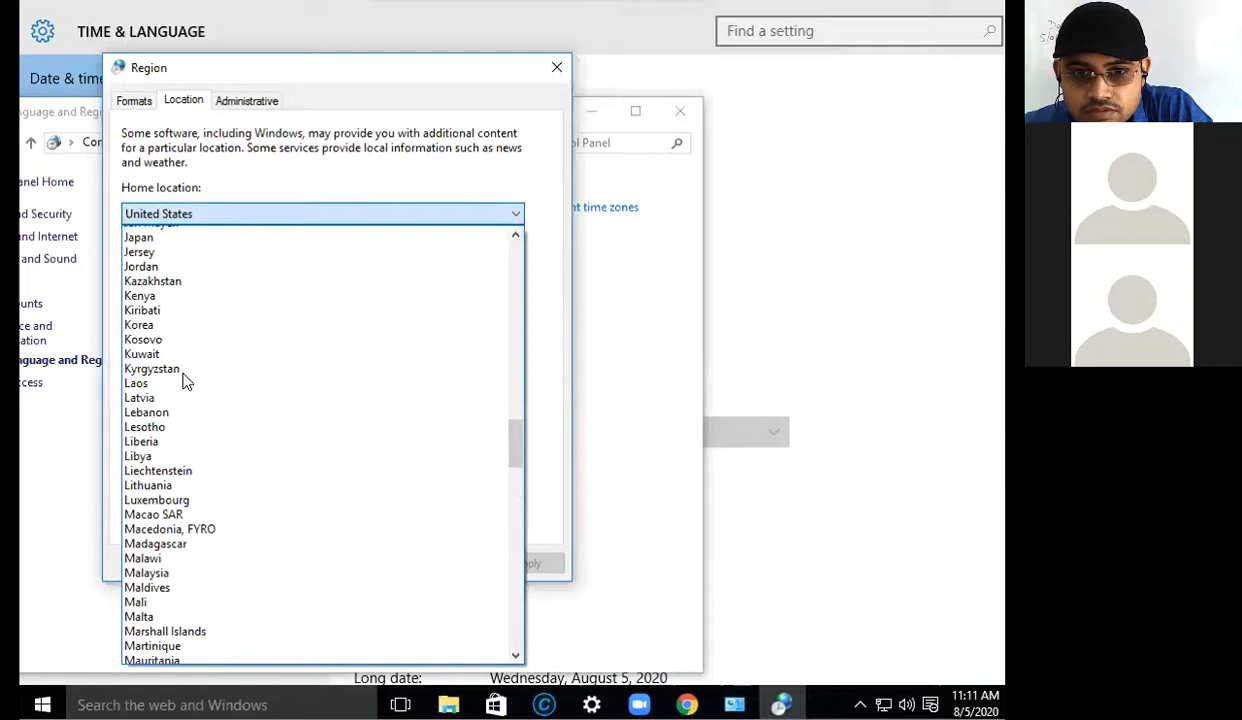 TIME & LANGUAGE
Find a setting
Date & time
Region
Formats
Location
Administrative
nguage and Regi
Con
ol Panel
Some software, including Windows, may provide you with additional content
for a particular location. Some services provide local information such as news
and weather.
anel Home
Home location:
nt time zones
United States
d Security
nd Internet
e and Sound
ounts
ce and
sation
nguage and Reg
ccess
Japan
Jersey
Jordan
Kazakhstan
Kenya
Kiribati
Korea
Kosovo
Kuwait
Kyrgyzstan
Laos
Latvia
Lebanon
Lesotho
Liberia
Libya
Liechtenstein
Lithuania
Luxembourg
Macao SAR
Macedonia, FYRO
Madagascar
Malawi
Malaysia
Maldives
Mali
Malta
Marshall Islands
Martinique
Mauritania
pply
Long date:
Wednesday, August 5, 2020
Search the web and Windows
11:11 AM
8/5/2020